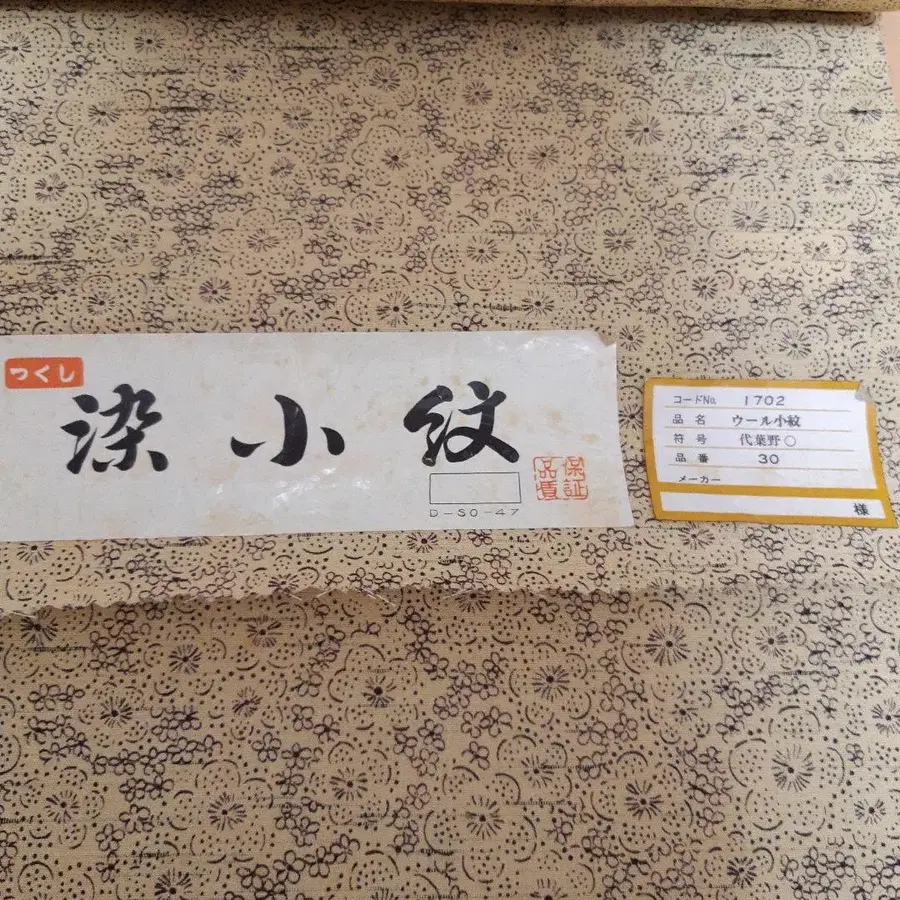 つくし
染小紋
D-SO-47
品質保証
コードNo. 1702
品名 ウール小紋
符号 代葉野○
品番 30
メーカー
様